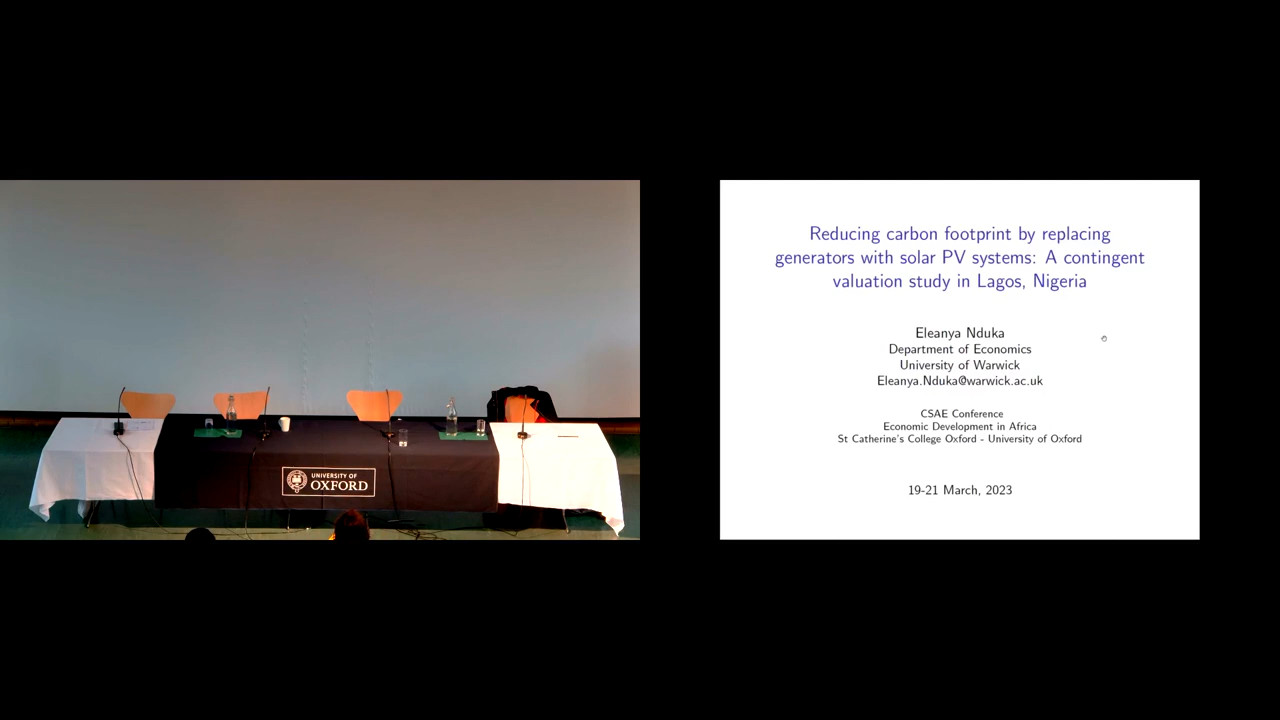 UNIVERSITY OF
OXFORD
Reducing carbon footprint by replacing
generators with solar PV systems: A contingent
valuation study in Lagos, Nigeria
Eleanya Nduka
Department of Economics
University of Warwick
Eleanya.Nduka@warwick.ac.uk
CSAE Conference
Economic Development in Africa
St Catherine's College Oxford - University of Oxford
19-21 March, 2023